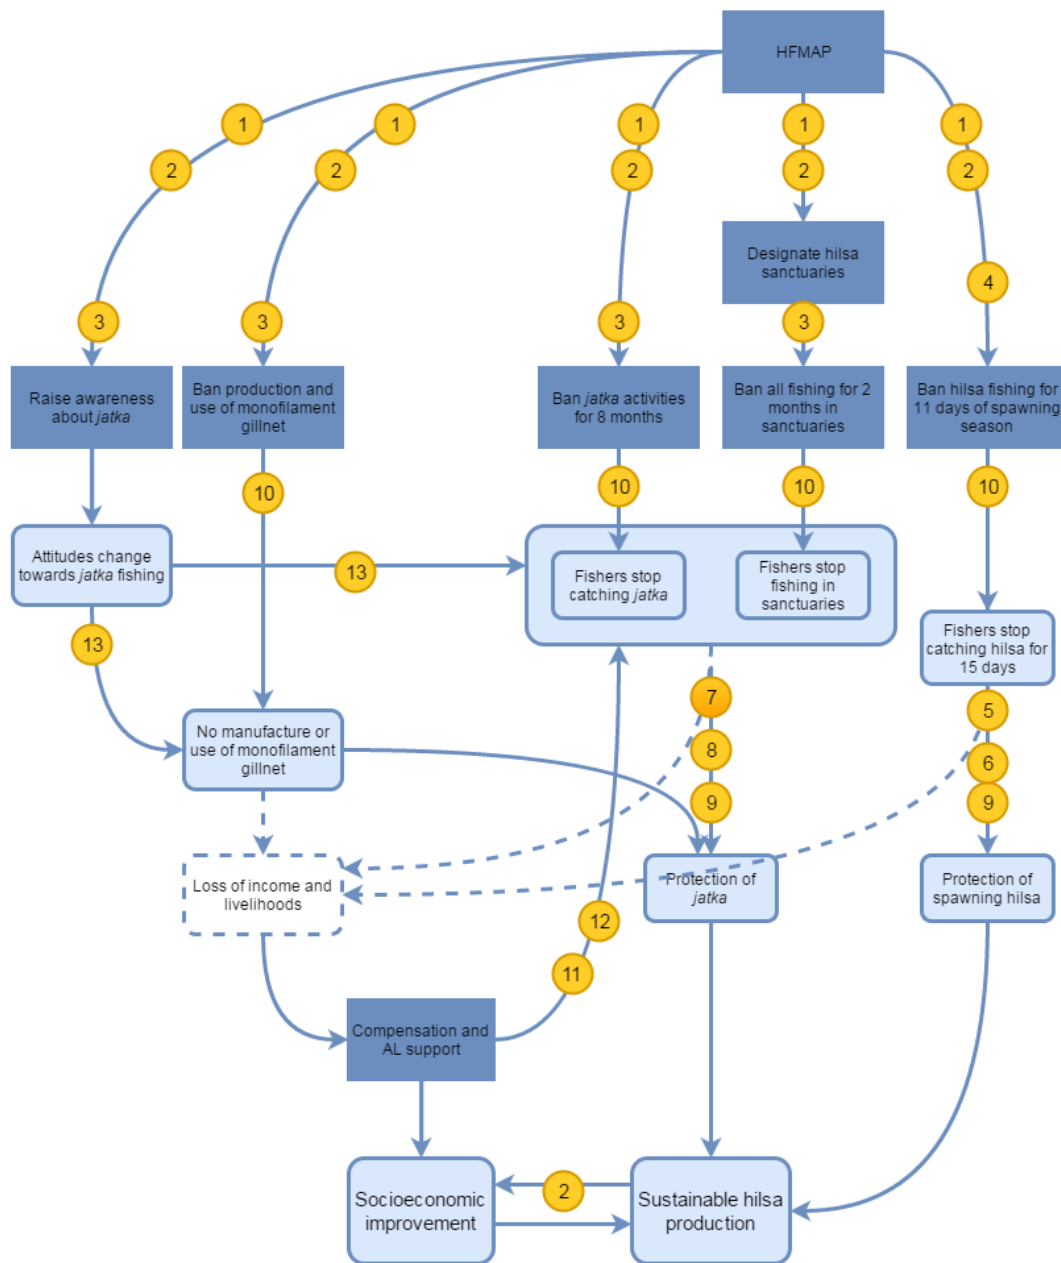 HFMAP
1
1
1
1
1
2
2
2
2
2
Designate hilsa
sanctuaries
4
3
3
3
3
Raise awareness
about jatka
Ban production and
use of monofilament
gillnet
Ban jatka activities
for 8 months
Ban all fishing for 2
months in
sanctuaries
Ban hilsa fishing for
11 days of spawning
season
10
10
10
10
Attitudes change
towards jatka fishing
13
Fishers stop
catching jatka
Fishers stop
fishing in
sanctuaries
13
Fishers stop
catching hilsa for
15 days
7
5
No manufacture or
use of monofilament
gillnet
8
6
9
9
Loss of income and
livelihoods
Protection of
jatka
Protection of
spawning hilsa
12
11
Compensation and
AL support
Socioeconomic
improvement
2
Sustainable hilsa
production